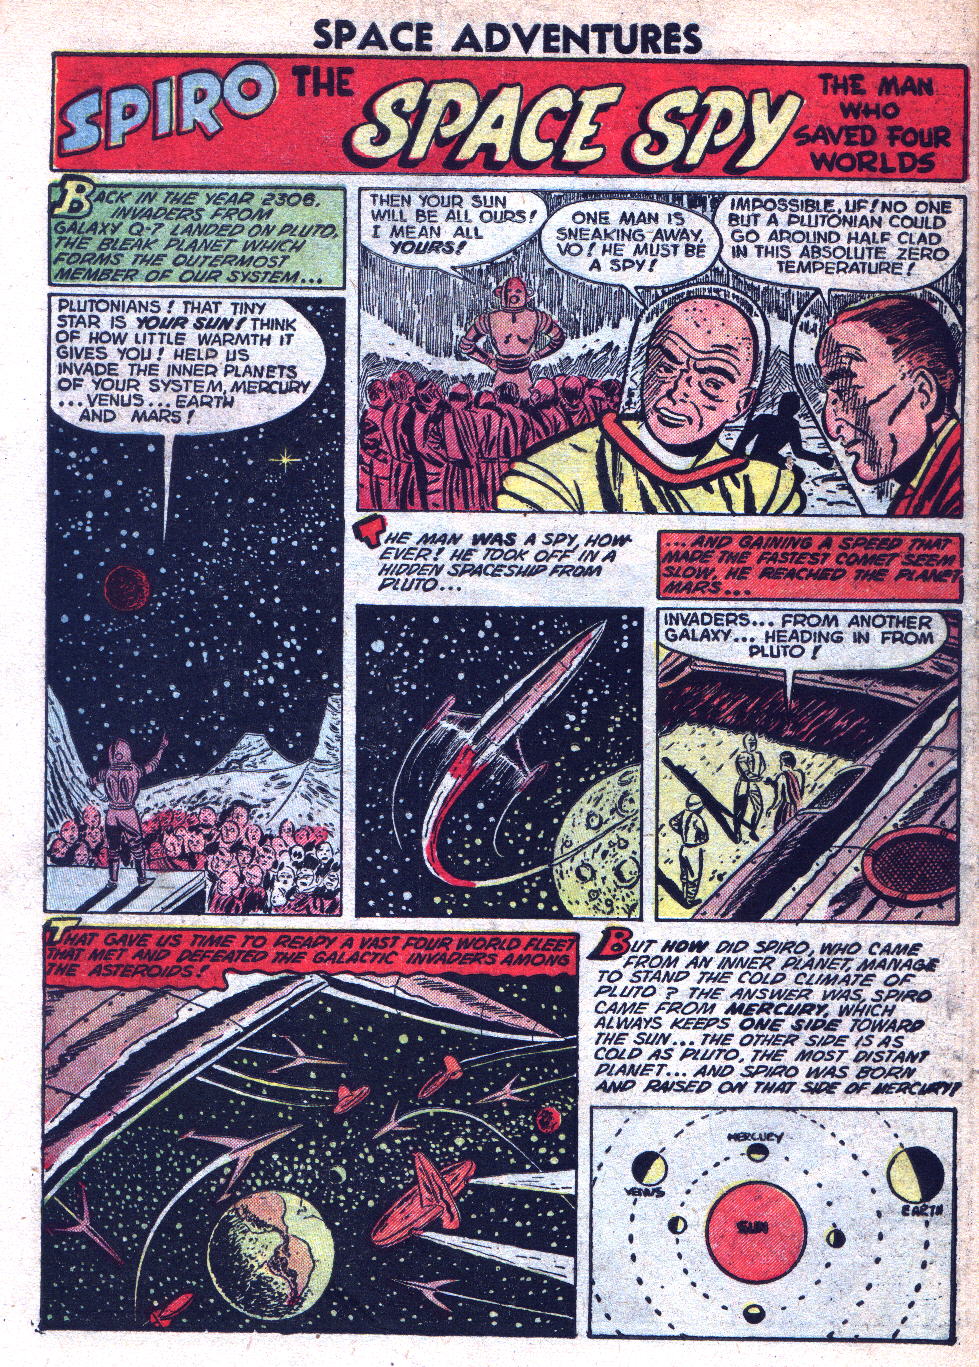 SPACE ADVENTURES
SPIRO THE
SPACE SPY
THE MAN
WHO
SAVED FOUR
WORLDS
BACK IN THE YEAR 2306.
INVADERS FROM
GALAXY Q-7 LANDED ON PLUTO,
THE BLEAK PLANET WHICH
FORMS THE OUTERMOST
MEMBER OF OUR SYSTEM...
PLUTONIANS! THAT TINY
STAR IS YOUR SUN! THINK
OF HOW LITTLE WARMTH IT
GIVES YOU! HELP US
INVADE THE INNER PLANETS
OF YOUR SYSTEM, MERCURY
...VENUS...EARTH
AND MARS!
THEN YOUR SUN
WILL BE ALL OURS!
I MEAN ALL
YOURS!
ONE MAN IS
SNEAKING AWAY,
VO! HE MUST BE
A SPY!
IMPOSSIBLE, UF! NO ONE
BUT A PLUTONIAN COULD
GO AROUND HALF CLAD
IN THIS ABSOLUTE ZERO
TEMPERATURE!
THE MAN WAS A SPY, HOW-
EVER! HE TOOK OFF IN A
HIDDEN SPACESHIP FROM
PLUTO...
...AND GAINING A SPEED THAT
MADE THE FASTEST COMET SEEM
SLOW, HE REACHED THE PLANET
MARS...
INVADERS... FROM ANOTHER
GALAXY... HEADING IN FROM
PLUTO!
THAT GAVE US TIME TO READY A VAST FOUR WORLD FLEET
THAT MET AND DEFEATED THE GALACTIC INVADERS AMONG
THE ASTEROIDS!
BUT HOW DID SPIRO, WHO CAME
FROM AN INNER PLANET, MANAGE
TO STAND THE COLD CLIMATE OF
PLUTO? THE ANSWER WAS, SPIRO
CAME FROM MERCURY, WHICH
ALWAYS KEEPS ONE SIDE TOWARD
THE SUN... THE OTHER SIDE IS AS
COLD AS PLUTO, THE MOST DISTANT
PLANET... AND SPIRO WAS BORN
AND RAISED ON THAT SIDE OF MERCURY!
MERCURY
VENUS
EARTH
SUN